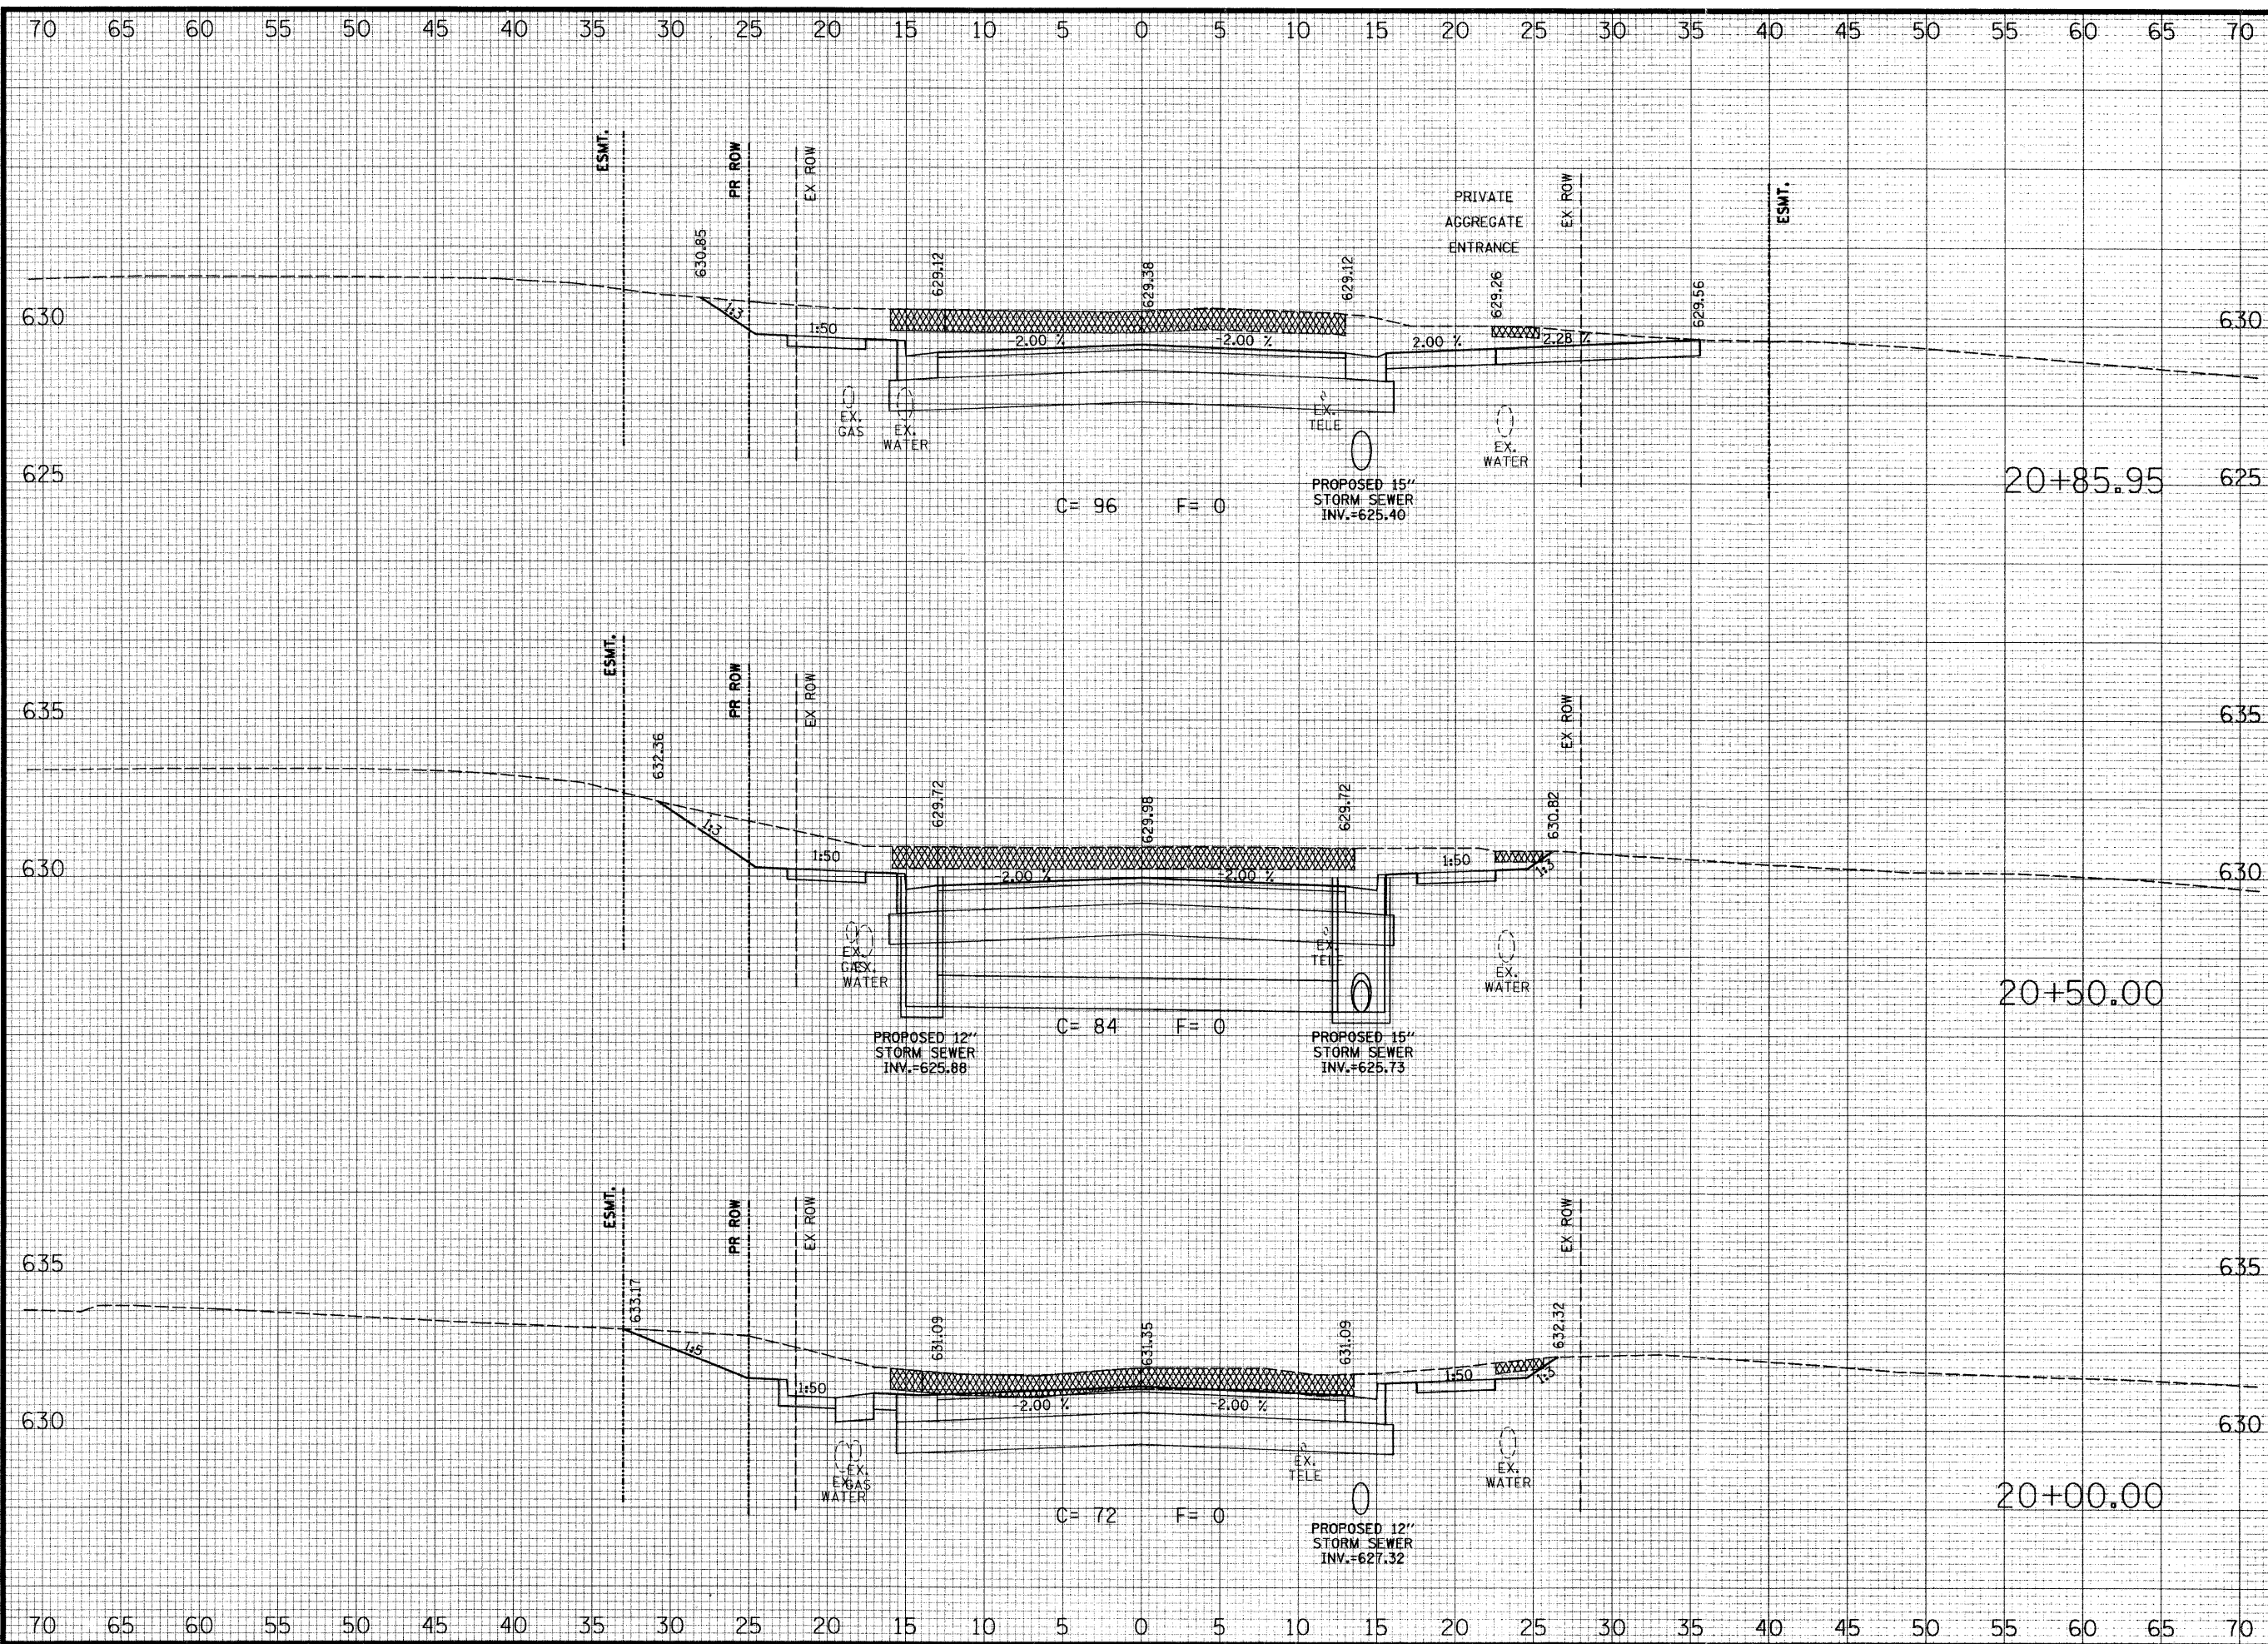 70 65 60 55 50 45 40 35 30 25 20 15 10 5 0 5 10 15 20 25 30 35 40 45 50 55 60 65 70
ESMT.
PR ROW
EX ROW
EX ROW
ESMT.
PRIVATE
AGGREGATE
ENTRANCE
630.85
629.12
629.38
629.12
629.26
629.56
630
630
1:3
1:50
-2.00 %
-2.00 %
2.00 %
2.28 %
EX.
GAS
EX.
WATER
EX.
TELE
EX.
WATER
625
625
20+85.95
PROPOSED 15"
STORM SEWER
INV.=625.40
C= 96 F= 0
ESMT.
PR ROW
EX ROW
EX ROW
635
635
632.36
629.72
629.98
629.72
630.82
1:3
1:50
-2.00 %
-2.00 %
1:50
1:3
630
630
EX.
GAS
EX.
WATER
EX.
TELE
EX.
WATER
20+50.00
C= 84 F= 0
PROPOSED 12"
STORM SEWER
INV.=625.88
PROPOSED 15"
STORM SEWER
INV.=625.73
ESMT.
PR ROW
EX ROW
EX ROW
635
635
633.17
631.09
631.35
631.09
632.32
1:5
1:50
-2.00 %
-2.00 %
1:50
1:3
630
630
EX.
GAS
EX.
WATER
EX.
TELE
EX.
WATER
20+00.00
C= 72 F= 0
PROPOSED 12"
STORM SEWER
INV.=627.32
70 65 60 55 50 45 40 35 30 25 20 15 10 5 0 5 10 15 20 25 30 35 40 45 50 55 60 65 70